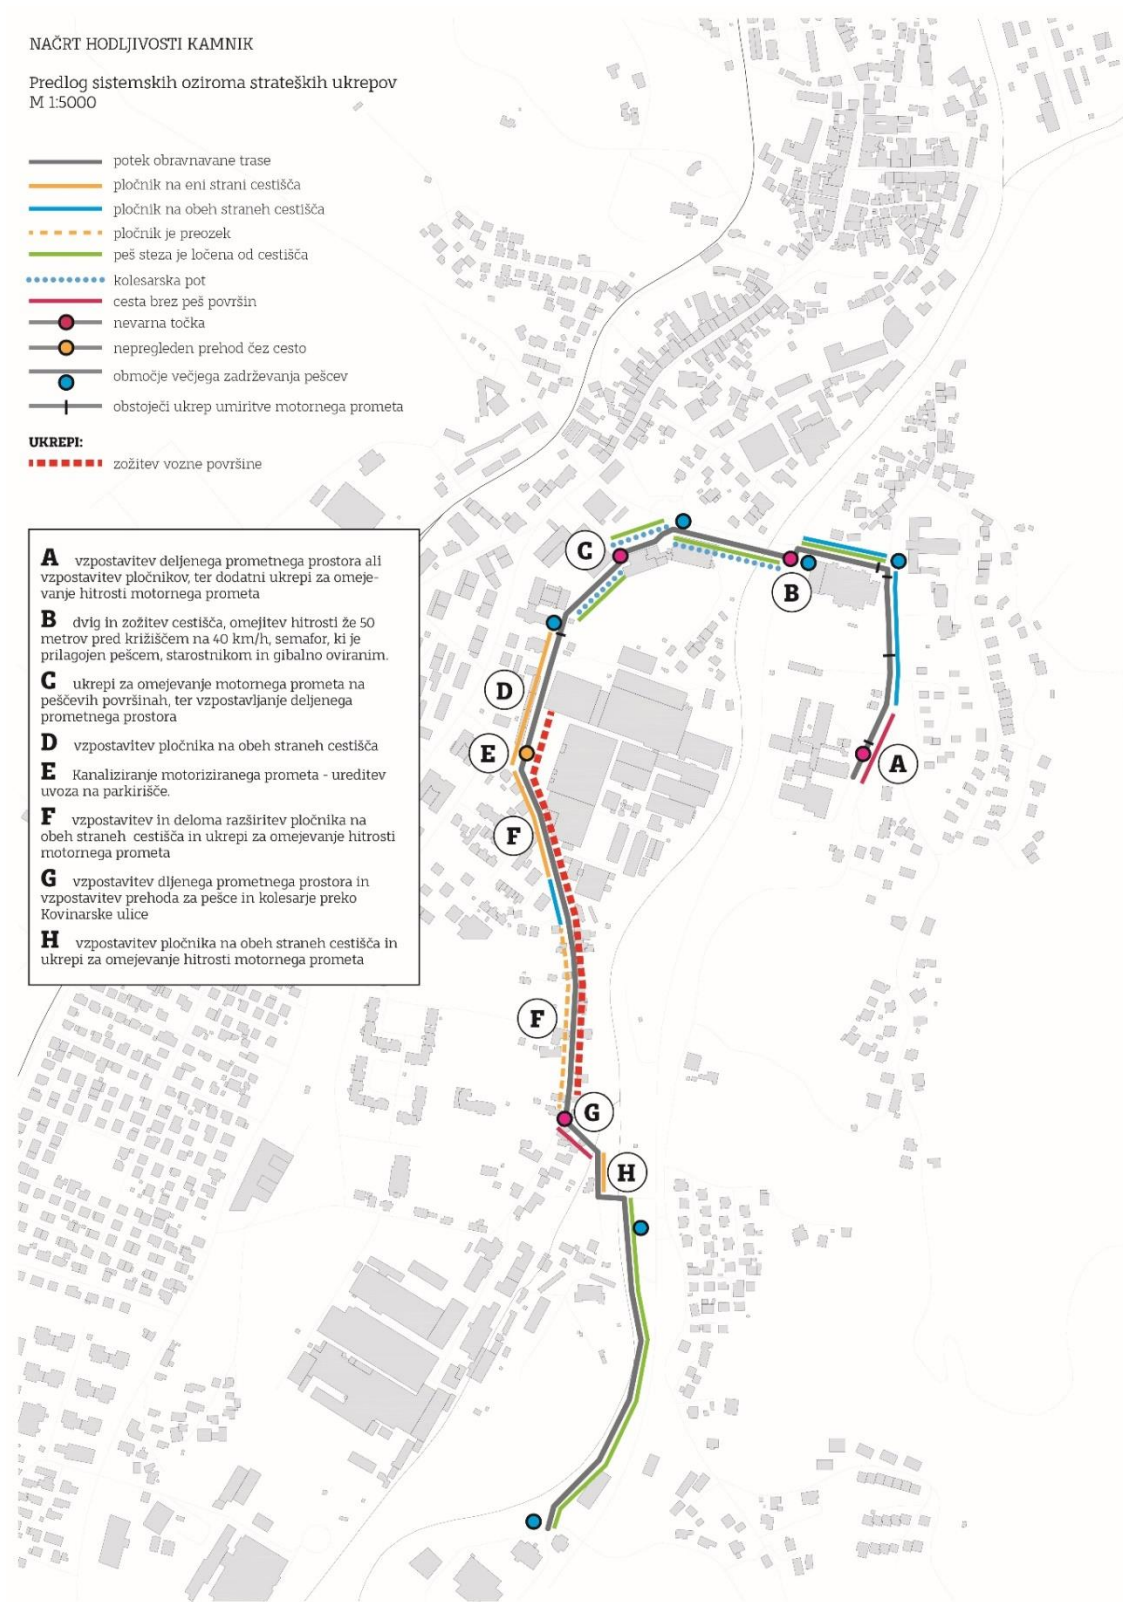 NAČRT HODLJIVOSTI KAMNIK
Predlog sistemskih oziroma strateških ukrepov
M 1:5000
potek obravnavane trase
pločnik na eni strani cestišča
pločnik na obeh straneh cestišča
pločnik je preozek
peš steza je ločena od cestišča
kolesarska pot
cesta brez peš površin
nevarna točka
nepregleden prehod čez cesto
območje večjega zadrževanja pešcev
obstoječi ukrep umiritve motornega prometa
UKREPI:
zožitev vozne površine
A vzpostavitev deljenega prometnega prostora ali
vzpostavitev pločnikov, ter dodatni ukrepi za omeje-
vanje hitrosti motornega prometa
B dvig in zožitev cestišča, omejitev hitrosti že 50
metrov pred križiščem na 40 km/h, semafor, ki je
prilagojen pešcem, starostnikom in gibalno oviranim.
C ukrepi za omejevanje motornega prometa na
peščevih površinah, ter vzpostavljanje deljenega
prometnega prostora
D vzpostavitev pločnika na obeh straneh cestišča
E Kanaliziranje motoriziranega prometa - ureditev
uvoza na parkirišče.
F vzpostavitev in deloma razširitev pločnika na
obeh straneh cestišča in ukrepi za omejevanje hitrosti
motornega prometa
G vzpostavitev dljenega prometnega prostora in
vzpostavitev prehoda za pešce in kolesarje preko
Kovinarske ulice
H vzpostavitev pločnika na obeh straneh cestišča in
ukrepi za omejevanje hitrosti motornega prometa
C
B
D
E
A
F
F
G
H